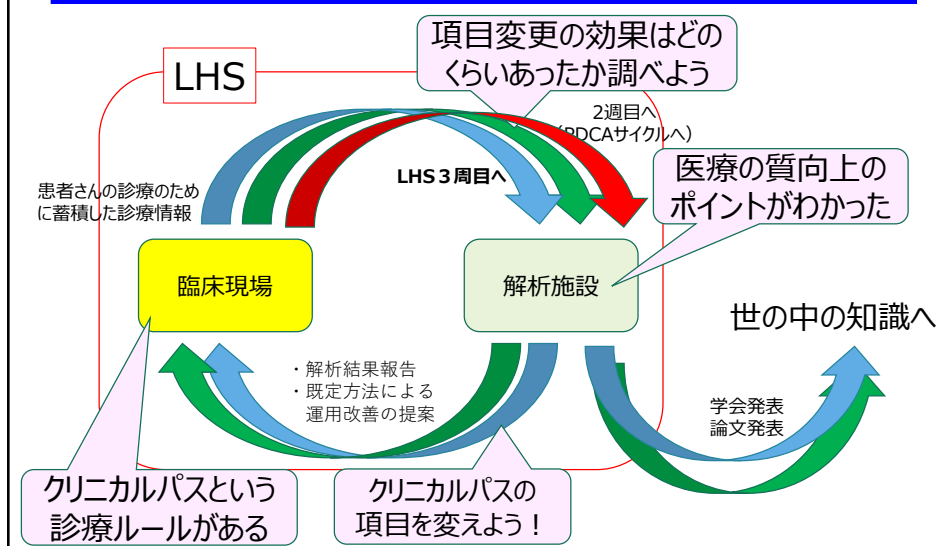 項目変更の効果はどの
くらいあったか調べよう
LHS
2週目へ
(PDCAサイクルへ)
医療の質向上の
ポイントがわかった
LHS3周目へ
患者さんの診療のため
に蓄積した診療情報
臨床現場
解析施設
世の中の知識へ
・解析結果報告
・既定方法による
運用改善の提案
学会発表
論文発表
クリニカルパスという
診療ルールがある
クリニカルパスの
項目を変えよう！